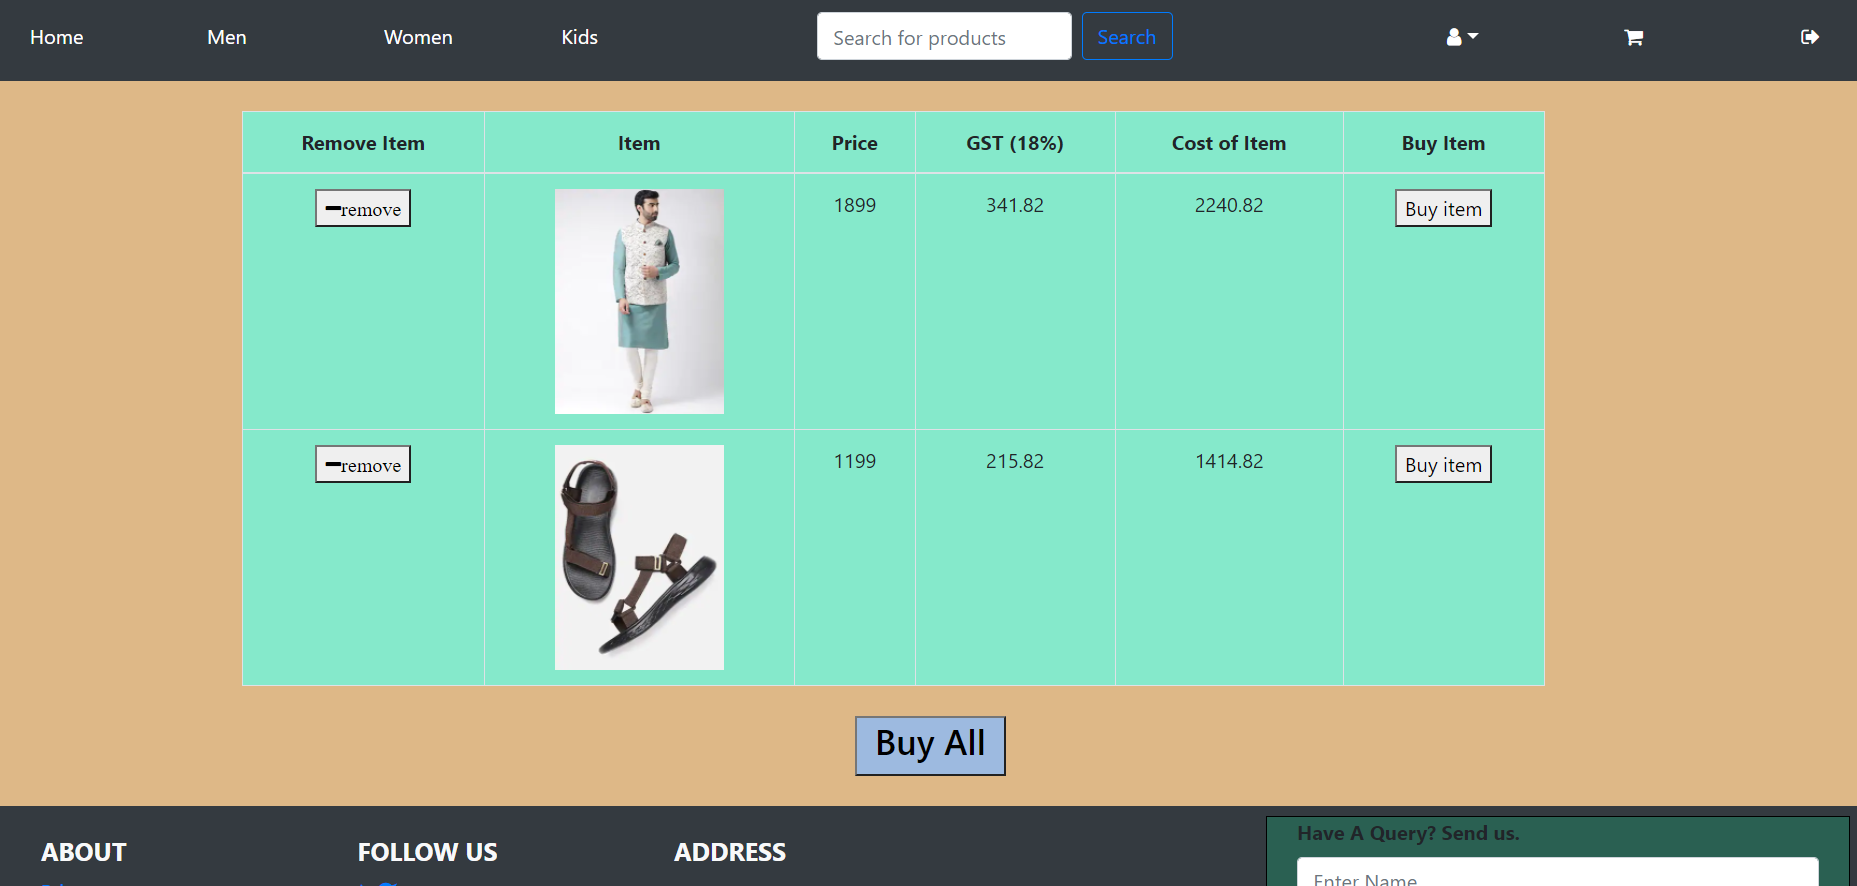 Home Men Women Kids Search for products Search
Remove Item Item Price GST (18%) Cost of Item Buy Item
remove 1899 341.82 2240.82 Buy item
remove 1199 215.82 1414.82 Buy item
Buy All
Have A Query? Send us.
ABOUT FOLLOW US ADDRESS
Enter Name